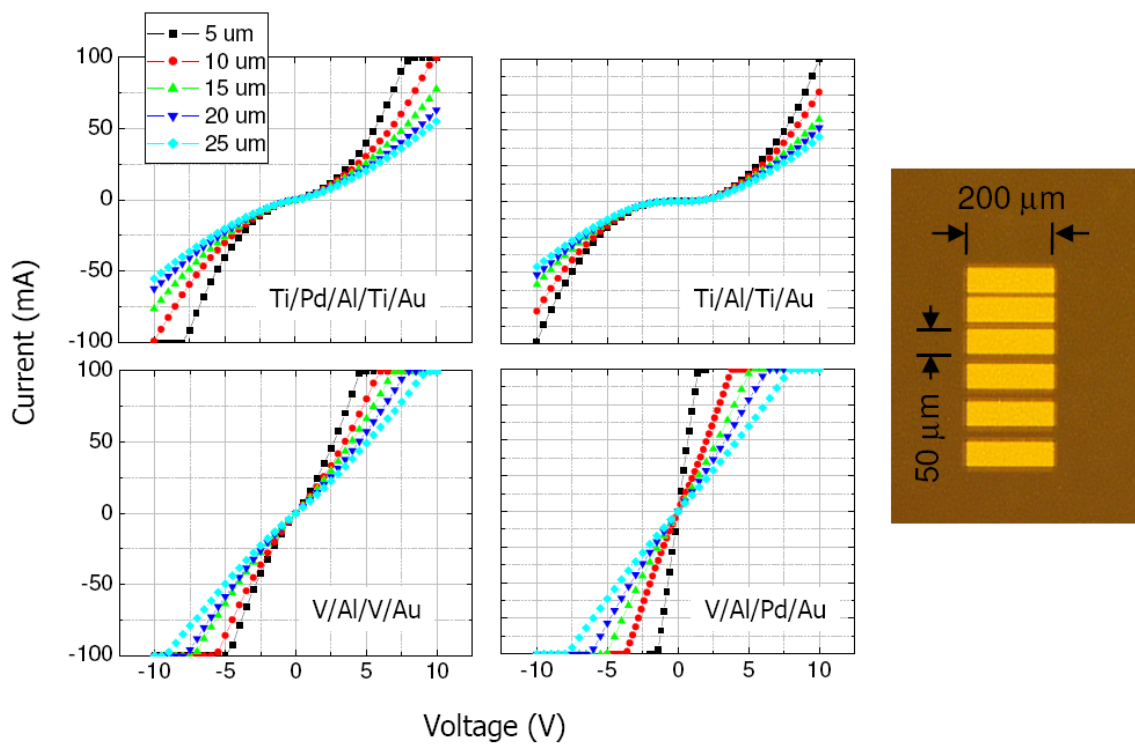 5 um
10 um
15 um
20 um
25 um
100
50
0
-50
-100
Ti/Pd/Al/Ti/Au
Ti/Al/Ti/Au
100
50
0
-50
-100
V/Al/V/Au
V/Al/Pd/Au
-10 -5 0 5 10
-10 -5 0 5 10
Current (mA)
Voltage (V)
200 μm
50 μm